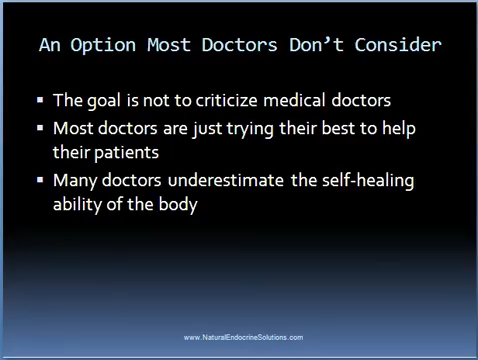 An Option Most Doctors Don't Consider
▪ The goal is not to criticize medical doctors
▪ Most doctors are just trying their best to help
their patients
▪ Many doctors underestimate the self-healing
ability of the body
www.NaturalEndocrineSolutions.com